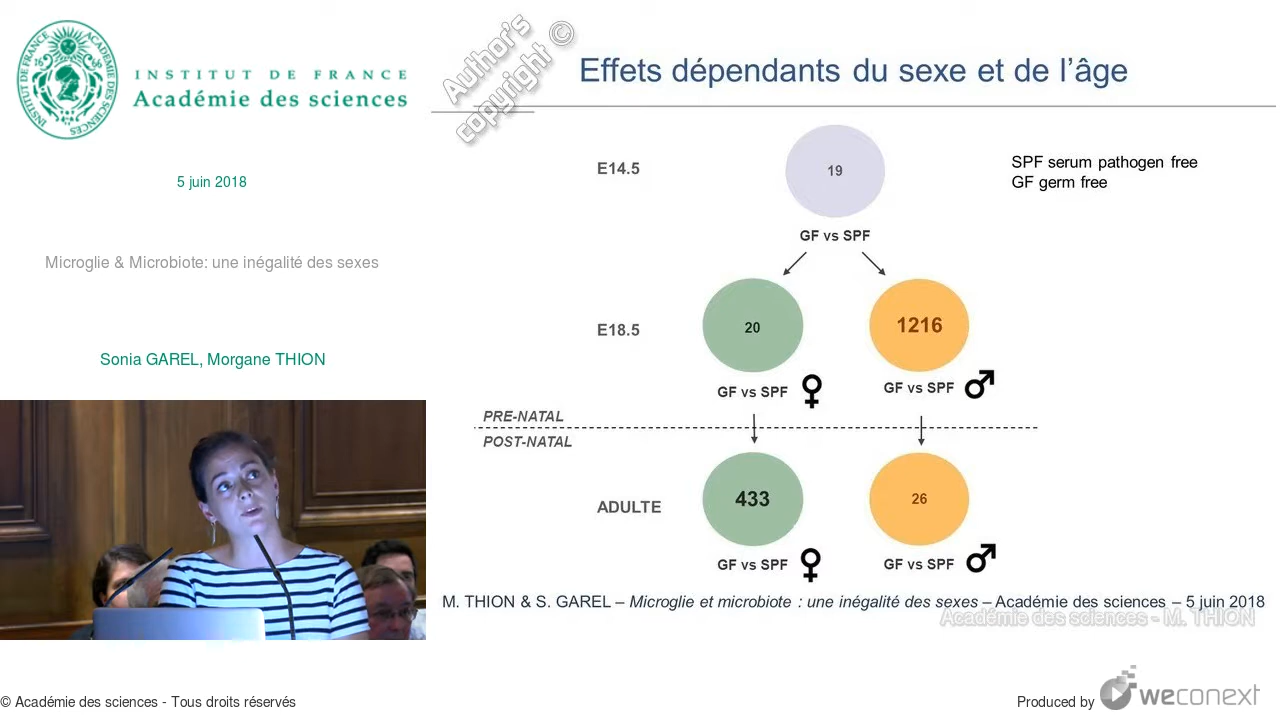 INSTITUT DE FRANCE
Académie des sciences
5 juin 2018
Microglie & Microbiote: une inégalité des sexes
Sonia GAREL, Morgane THION
Author's
copyright ©
Effets dépendants du sexe et de l'âge
SPF serum pathogen free
GF germ free
E14.5
19
GF vs SPF
E18.5
20
1216
GF vs SPF ♀
GF vs SPF ♂
PRE-NATAL
POST-NATAL
ADULTE
433
26
GF vs SPF ♀
GF vs SPF ♂
M. THION & S. GAREL – Microglie et microbiote : une inégalité des sexes – Académie des sciences – 5 juin 2018
Académie des sciences - M. THION
© Académie des sciences - Tous droits réservés
Produced by weconext